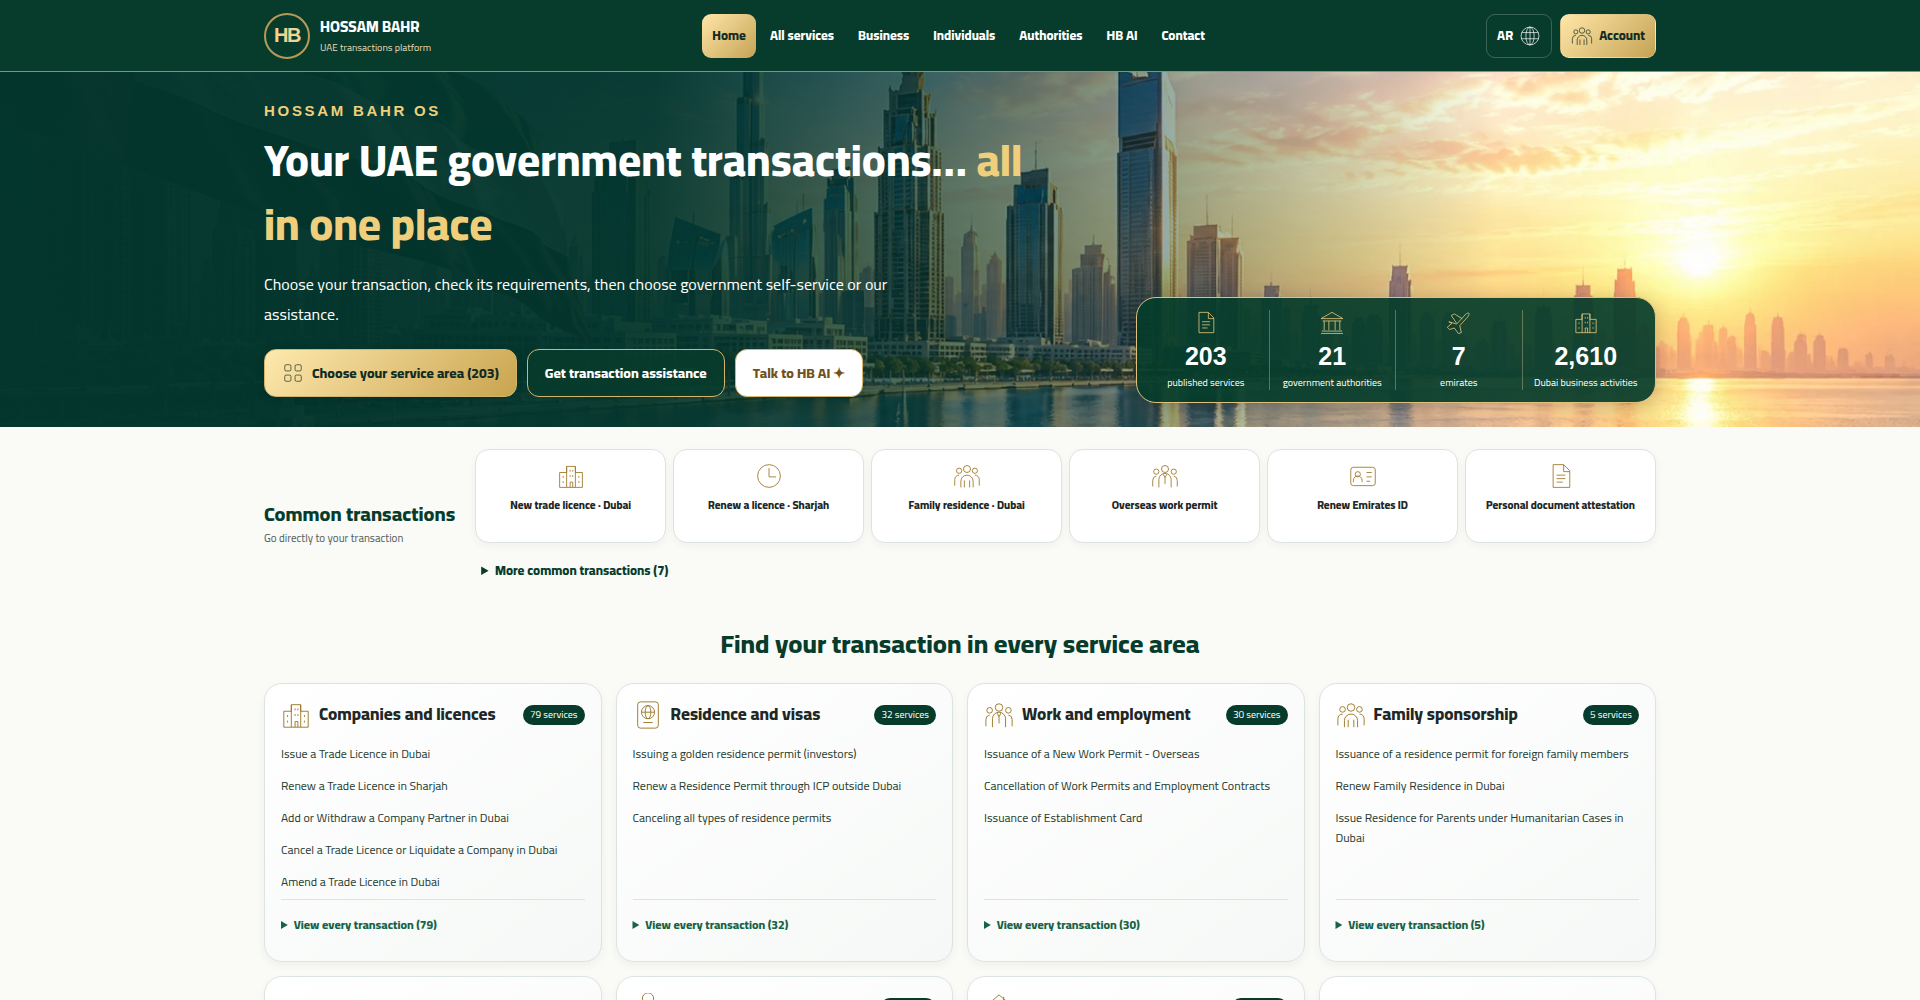 HB
HOSSAM BAHR
UAE transactions platform
Home
All services
Business
Individuals
Authorities
HB AI
Contact
AR
Account
HOSSAM BAHR OS
Your UAE government transactions... all
in one place
Choose your transaction, check its requirements, then choose government self-service or our
assistance.
Choose your service area (203)
Get transaction assistance
Talk to HB AI ✦
203
published services
21
government authorities
7
emirates
2,610
Dubai business activities
Common transactions
Go directly to your transaction
New trade licence · Dubai
Renew a licence · Sharjah
Family residence · Dubai
Overseas work permit
Renew Emirates ID
Personal document attestation
▶ More common transactions (7)
Find your transaction in every service area
Companies and licences
79 services
Issue a Trade Licence in Dubai
Renew a Trade Licence in Sharjah
Add or Withdraw a Company Partner in Dubai
Cancel a Trade Licence or Liquidate a Company in Dubai
Amend a Trade Licence in Dubai
▶ View every transaction (79)
Residence and visas
32 services
Issuing a golden residence permit (investors)
Renew a Residence Permit through ICP outside Dubai
Canceling all types of residence permits
▶ View every transaction (32)
Work and employment
30 services
Issuance of a New Work Permit - Overseas
Cancellation of Work Permits and Employment Contracts
Issuance of Establishment Card
▶ View every transaction (30)
Family sponsorship
5 services
Issuance of a residence permit for foreign family members
Renew Family Residence in Dubai
Issue Residence for Parents under Humanitarian Cases in
Dubai
▶ View every transaction (5)